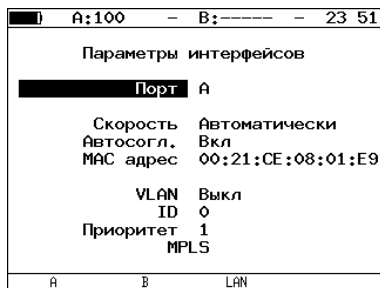 A:100 – B:----- – 23 51
Параметры интерфейсов
Порт A
Скорость Автоматически
Автосогл. Вкл
MAC адрес 00:21:CE:08:01:E9
VLAN Выкл
ID 0
Приоритет 1
MPLS
A B LAN